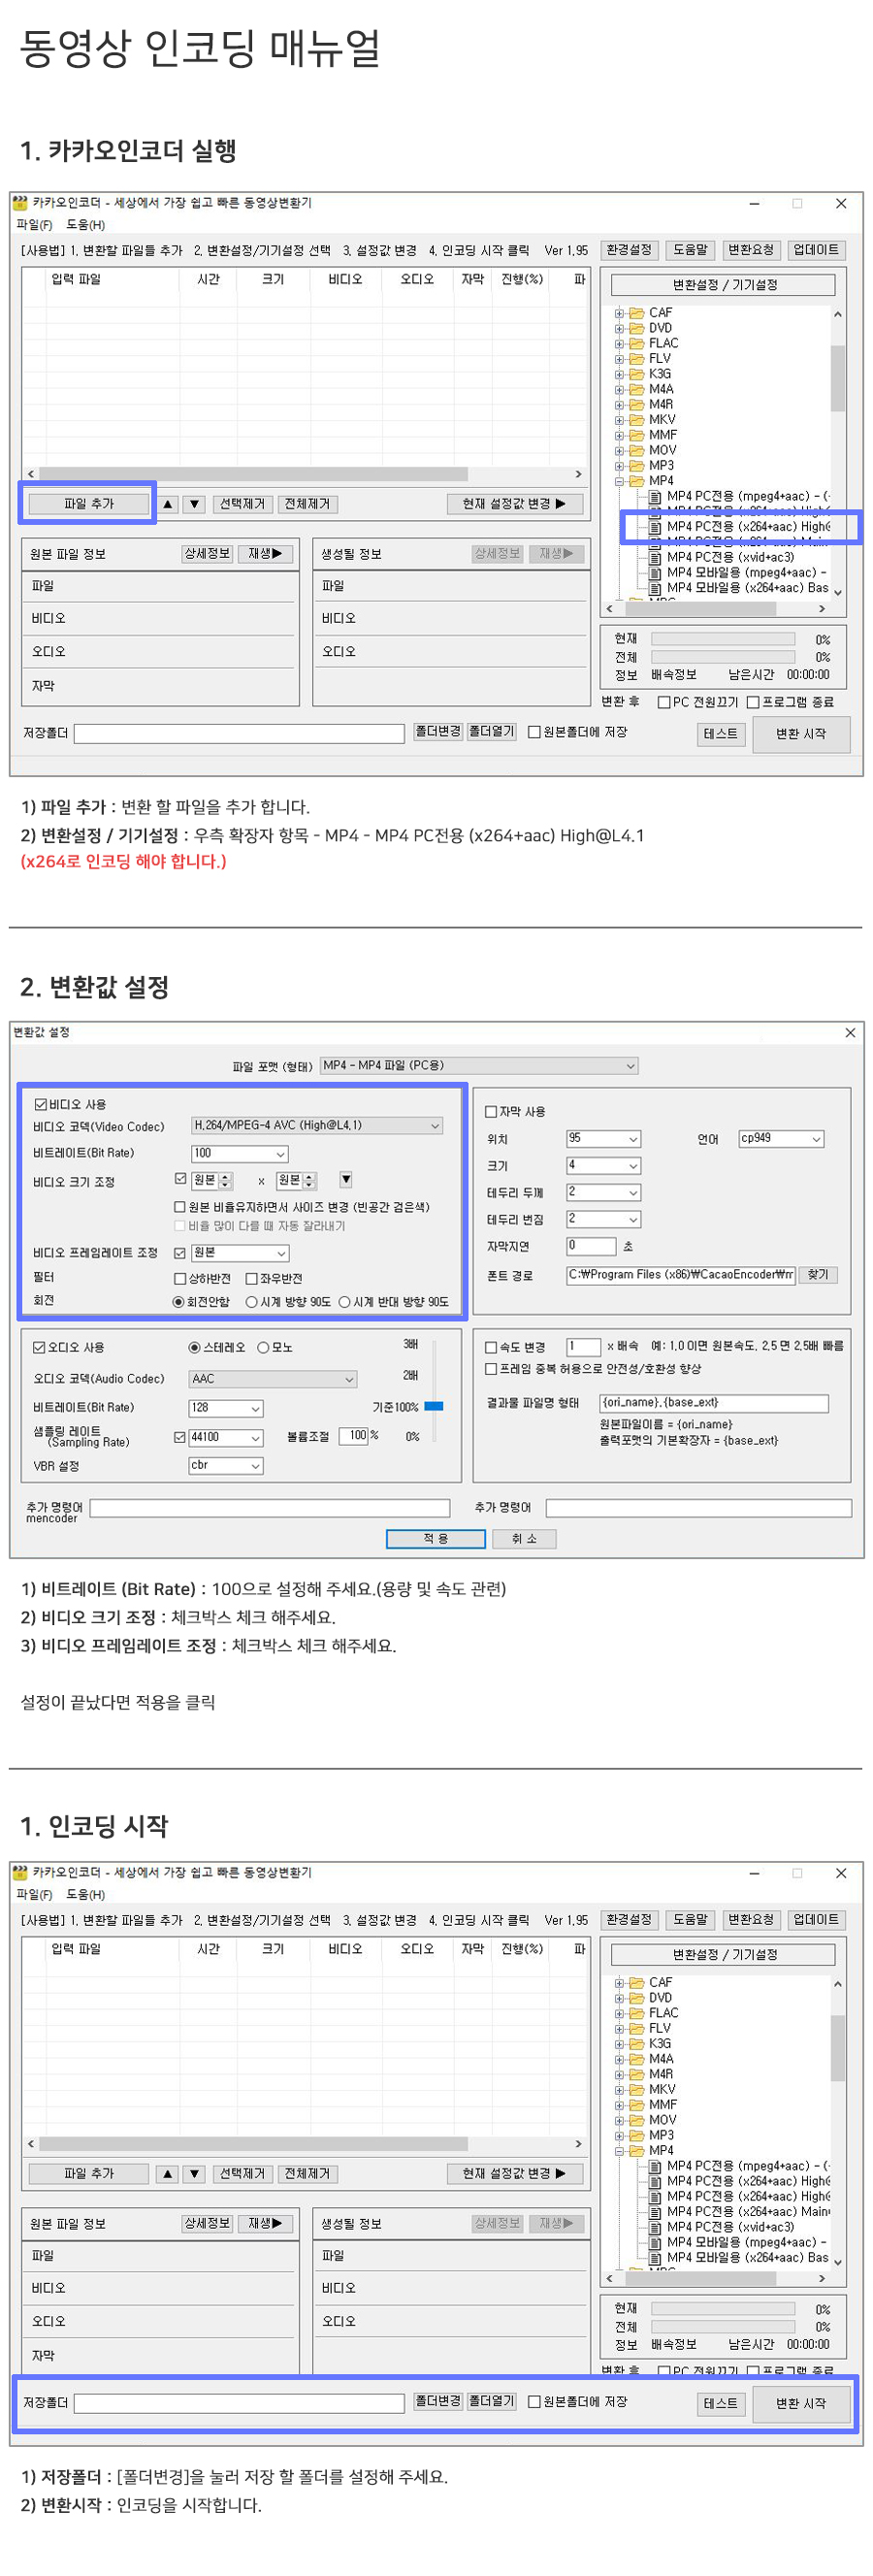 동영상 인코딩 매뉴얼
1. 카카오인코더 실행
카카오인코더 - 세상에서 가장 쉽고 빠른 동영상변환기
파일(F) 도움(H)
[사용법] 1. 변환할 파일들 추가 2. 변환설정/기기설정 선택 3. 설정값 변경 4. 인코딩 시작 클릭 Ver 1.95 환경설정 도움말 변환요청 업데이트
입력 파일 시간 크기 비디오 오디오 자막 진행(%) 파
변환설정 / 기기설정
CAF
DVD
FLAC
FLV
K3G
M4A
M4R
MKV
MMF
MOV
MP3
MP4
MP4 PC전용 (mpeg4+aac) - (
MP4 PC전용 (x264+aac) High@
MP4 PC전용 (x264+aac) High@
MP4 PC전용 (x264+aac) Main
MP4 PC전용 (xvid+ac3)
MP4 모바일용 (mpeg4+aac) -
MP4 모바일용 (x264+aac) Bas
파일 추가 ▲ ▼ 선택제거 전체제거 현재 설정값 변경 ▶
원본 파일 정보 상세정보 재생▶ 생성될 정보 상세정보 재생▶
파일 파일
비디오 비디오
오디오 오디오
자막
현재 0%
전체 0%
정보 배속정보 남은시간 00:00:00
변환 후 PC 전원끄기 프로그램 종료
저장폴더 폴더변경 폴더열기 원본폴더에 저장 테스트 변환 시작
1) 파일 추가 : 변환 할 파일을 추가 합니다.
2) 변환설정 / 기기설정 : 우측 확장자 항목 - MP4 - MP4 PC전용 (x264+aac) High@L4.1
(x264로 인코딩 해야 합니다.)
2. 변환값 설정
변환값 설정
파일 포맷 (형태) MP4 - MP4 파일 (PC용)
비디오 사용
비디오 코덱(Video Codec) H.264/MPEG-4 AVC (High@L4.1)
비트레이트(Bit Rate) 100
비디오 크기 조정 원본 x 원본 ▼
원본 비율유지하면서 사이즈 변경 (빈공간 검은색)
비율 많이 다를 때 자동 잘라내기
비디오 프레임레이트 조정 원본
필터 상하반전 좌우반전
회전 회전안함 시계 방향 90도 시계 반대 방향 90도
자막 사용
위치 95 언어 cp949
크기 4
테두리 두께 2
테두리 번짐 2
자막지연 0 초
폰트 경로 C:\Program Files (x86)\CacaoEncoder\m 찾기
오디오 사용 스테레오 모노
오디오 코덱(Audio Codec) AAC
비트레이트(Bit Rate) 128
샘플링 레이트
(Sampling Rate) 44100 볼륨조절 100 %
VBR 설정 cbr
3배
2배
기준100%
0%
속도 변경 1 x 배속 예: 1.0 이면 원본속도, 2.5 면 2.5배 빠름
프레임 중복 허용으로 안전성/호환성 향상
결과물 파일명 형태 {ori_name}.{base_ext}
원본파일이름 = {ori_name}
출력포맷의 기본확장자 = {base_ext}
추가 명령어
mencoder
추가 명령어
적 용 취 소
1) 비트레이트 (Bit Rate) : 100으로 설정해 주세요.(용량 및 속도 관련)
2) 비디오 크기 조정 : 체크박스 체크 해주세요.
3) 비디오 프레임레이트 조정 : 체크박스 체크 해주세요.
설정이 끝났다면 적용을 클릭
1. 인코딩 시작
카카오인코더 - 세상에서 가장 쉽고 빠른 동영상변환기
파일(F) 도움(H)
[사용법] 1. 변환할 파일들 추가 2. 변환설정/기기설정 선택 3. 설정값 변경 4. 인코딩 시작 클릭 Ver 1.95 환경설정 도움말 변환요청 업데이트
입력 파일 시간 크기 비디오 오디오 자막 진행(%) 파
변환설정 / 기기설정
CAF
DVD
FLAC
FLV
K3G
M4A
M4R
MKV
MMF
MOV
MP3
MP4
MP4 PC전용 (mpeg4+aac) - (
MP4 PC전용 (x264+aac) High@
MP4 PC전용 (x264+aac) High@
MP4 PC전용 (x264+aac) Main
MP4 PC전용 (xvid+ac3)
MP4 모바일용 (mpeg4+aac) -
MP4 모바일용 (x264+aac) Bas
파일 추가 ▲ ▼ 선택제거 전체제거 현재 설정값 변경 ▶
원본 파일 정보 상세정보 재생▶ 생성될 정보 상세정보 재생▶
파일 파일
비디오 비디오
오디오 오디오
자막
현재 0%
전체 0%
정보 배속정보 남은시간 00:00:00
변환 후 PC 전원끄기 프로그램 종료
저장폴더 폴더변경 폴더열기 원본폴더에 저장 테스트 변환 시작
1) 저장폴더 : [폴더변경]을 눌러 저장 할 폴더를 설정해 주세요.
2) 변환시작 : 인코딩을 시작합니다.